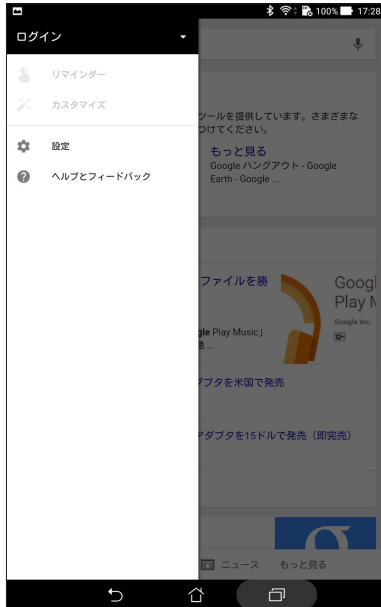 100% 17:28
ログイン
リマインダー
カスタマイズ
ツールを提供しています。さまざまな
つけてください。
設定
もっと見る
Google ハングアウト - Google
Earth - Google ...
ヘルプとフィードバック
ファイルを勝
Googl
Play M
Google Inc.
gle Play Music」
12+
プタを米国で発売
アダプタを15ドルで発売（即完売）
ニュース もっと見る